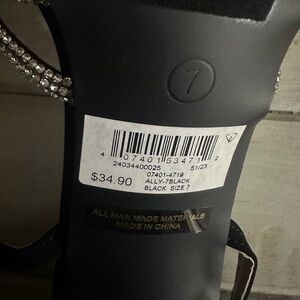 7
4 07401 53471 2
24034400025 51/23
07401-4719
$34.90 ALLY-7BLACK
BLACK SIZE 7
ALL MAN MADE MATERIALS
MADE IN CHINA